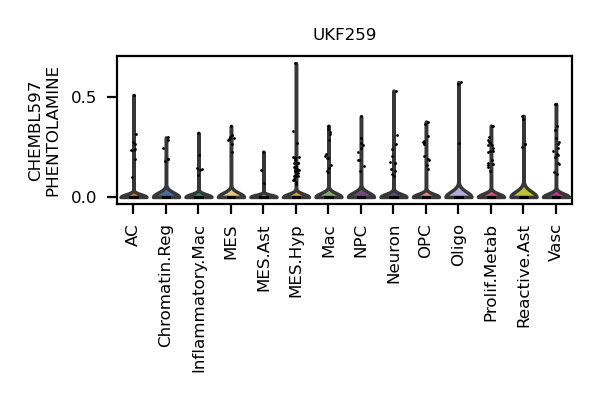 UKF259
CHEMBL597
PHENTOLAMINE
0.5
0.0
AC
Chromatin.Reg
Inflammatory.Mac
MES
MES.Ast
MES.Hyp
Mac
NPC
Neuron
OPC
Oligo
Prolif.Metab
Reactive.Ast
Vasc